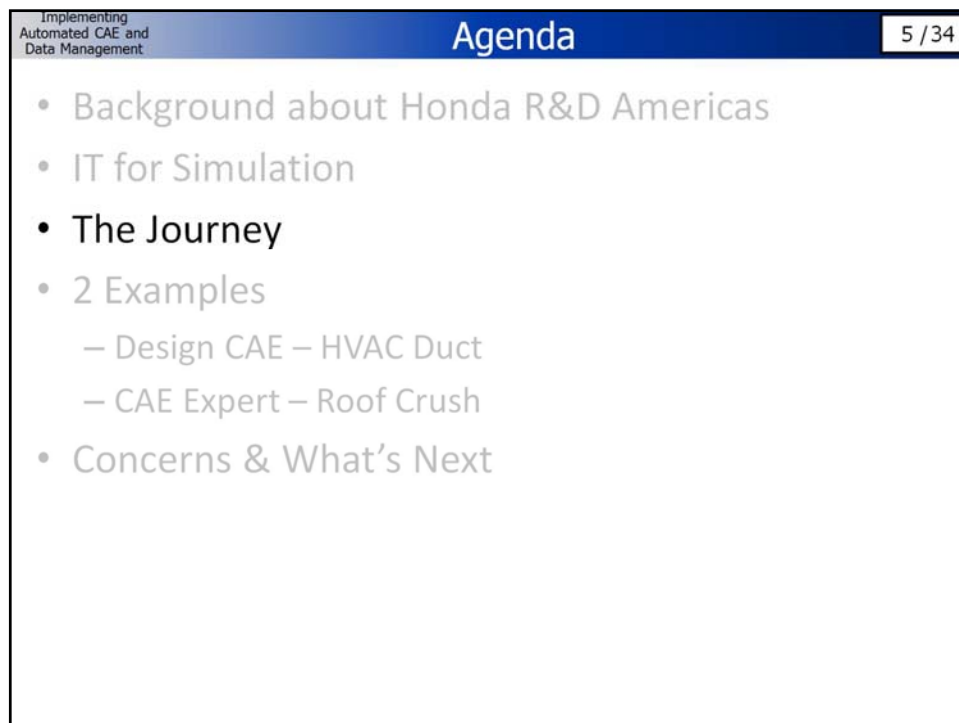 Implementing
Automated CAE and
Data Management
Agenda
5 / 34
• Background about Honda R&D Americas
• IT for Simulation
• The Journey
• 2 Examples
– Design CAE – HVAC Duct
– CAE Expert – Roof Crush
• Concerns & What’s Next